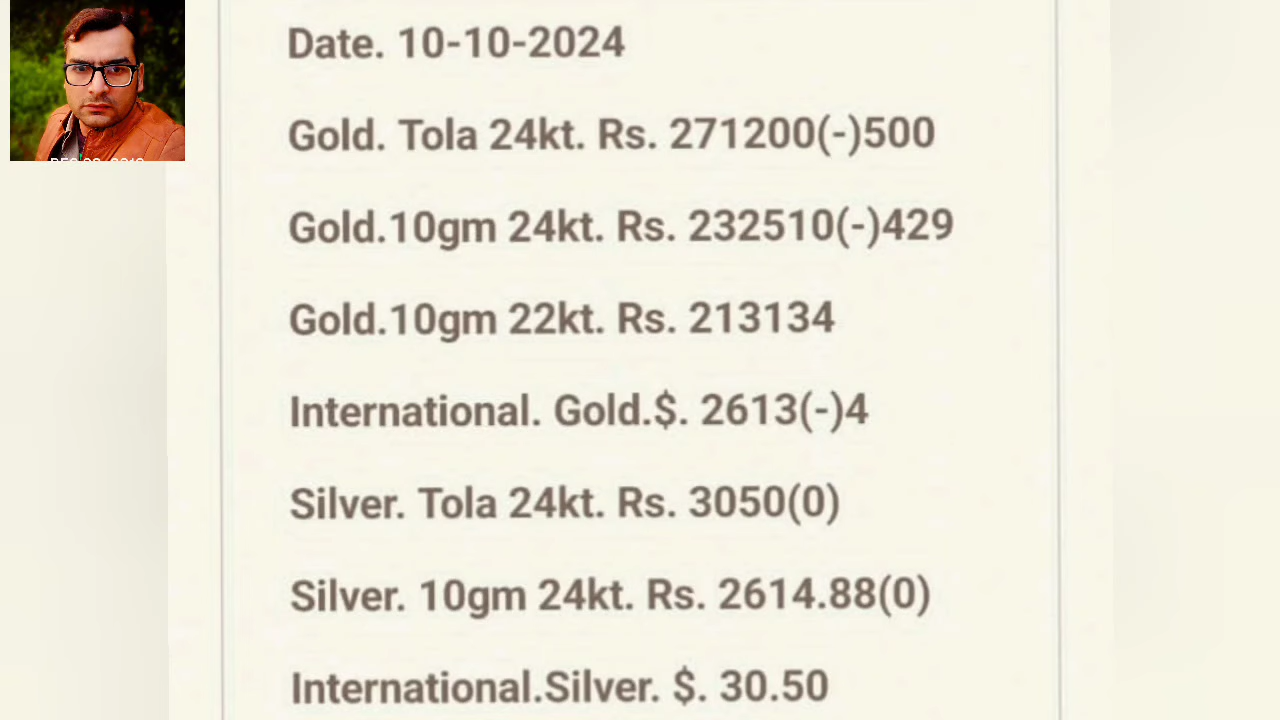 Date. 10-10-2024
Gold. Tola 24kt. Rs. 271200(-)500
Gold.10gm 24kt. Rs. 232510(-)429
Gold.10gm 22kt. Rs. 213134
International. Gold.$. 2613(-)4
Silver. Tola 24kt. Rs. 3050(0)
Silver. 10gm 24kt. Rs. 2614.88(0)
International.Silver. $. 30.50